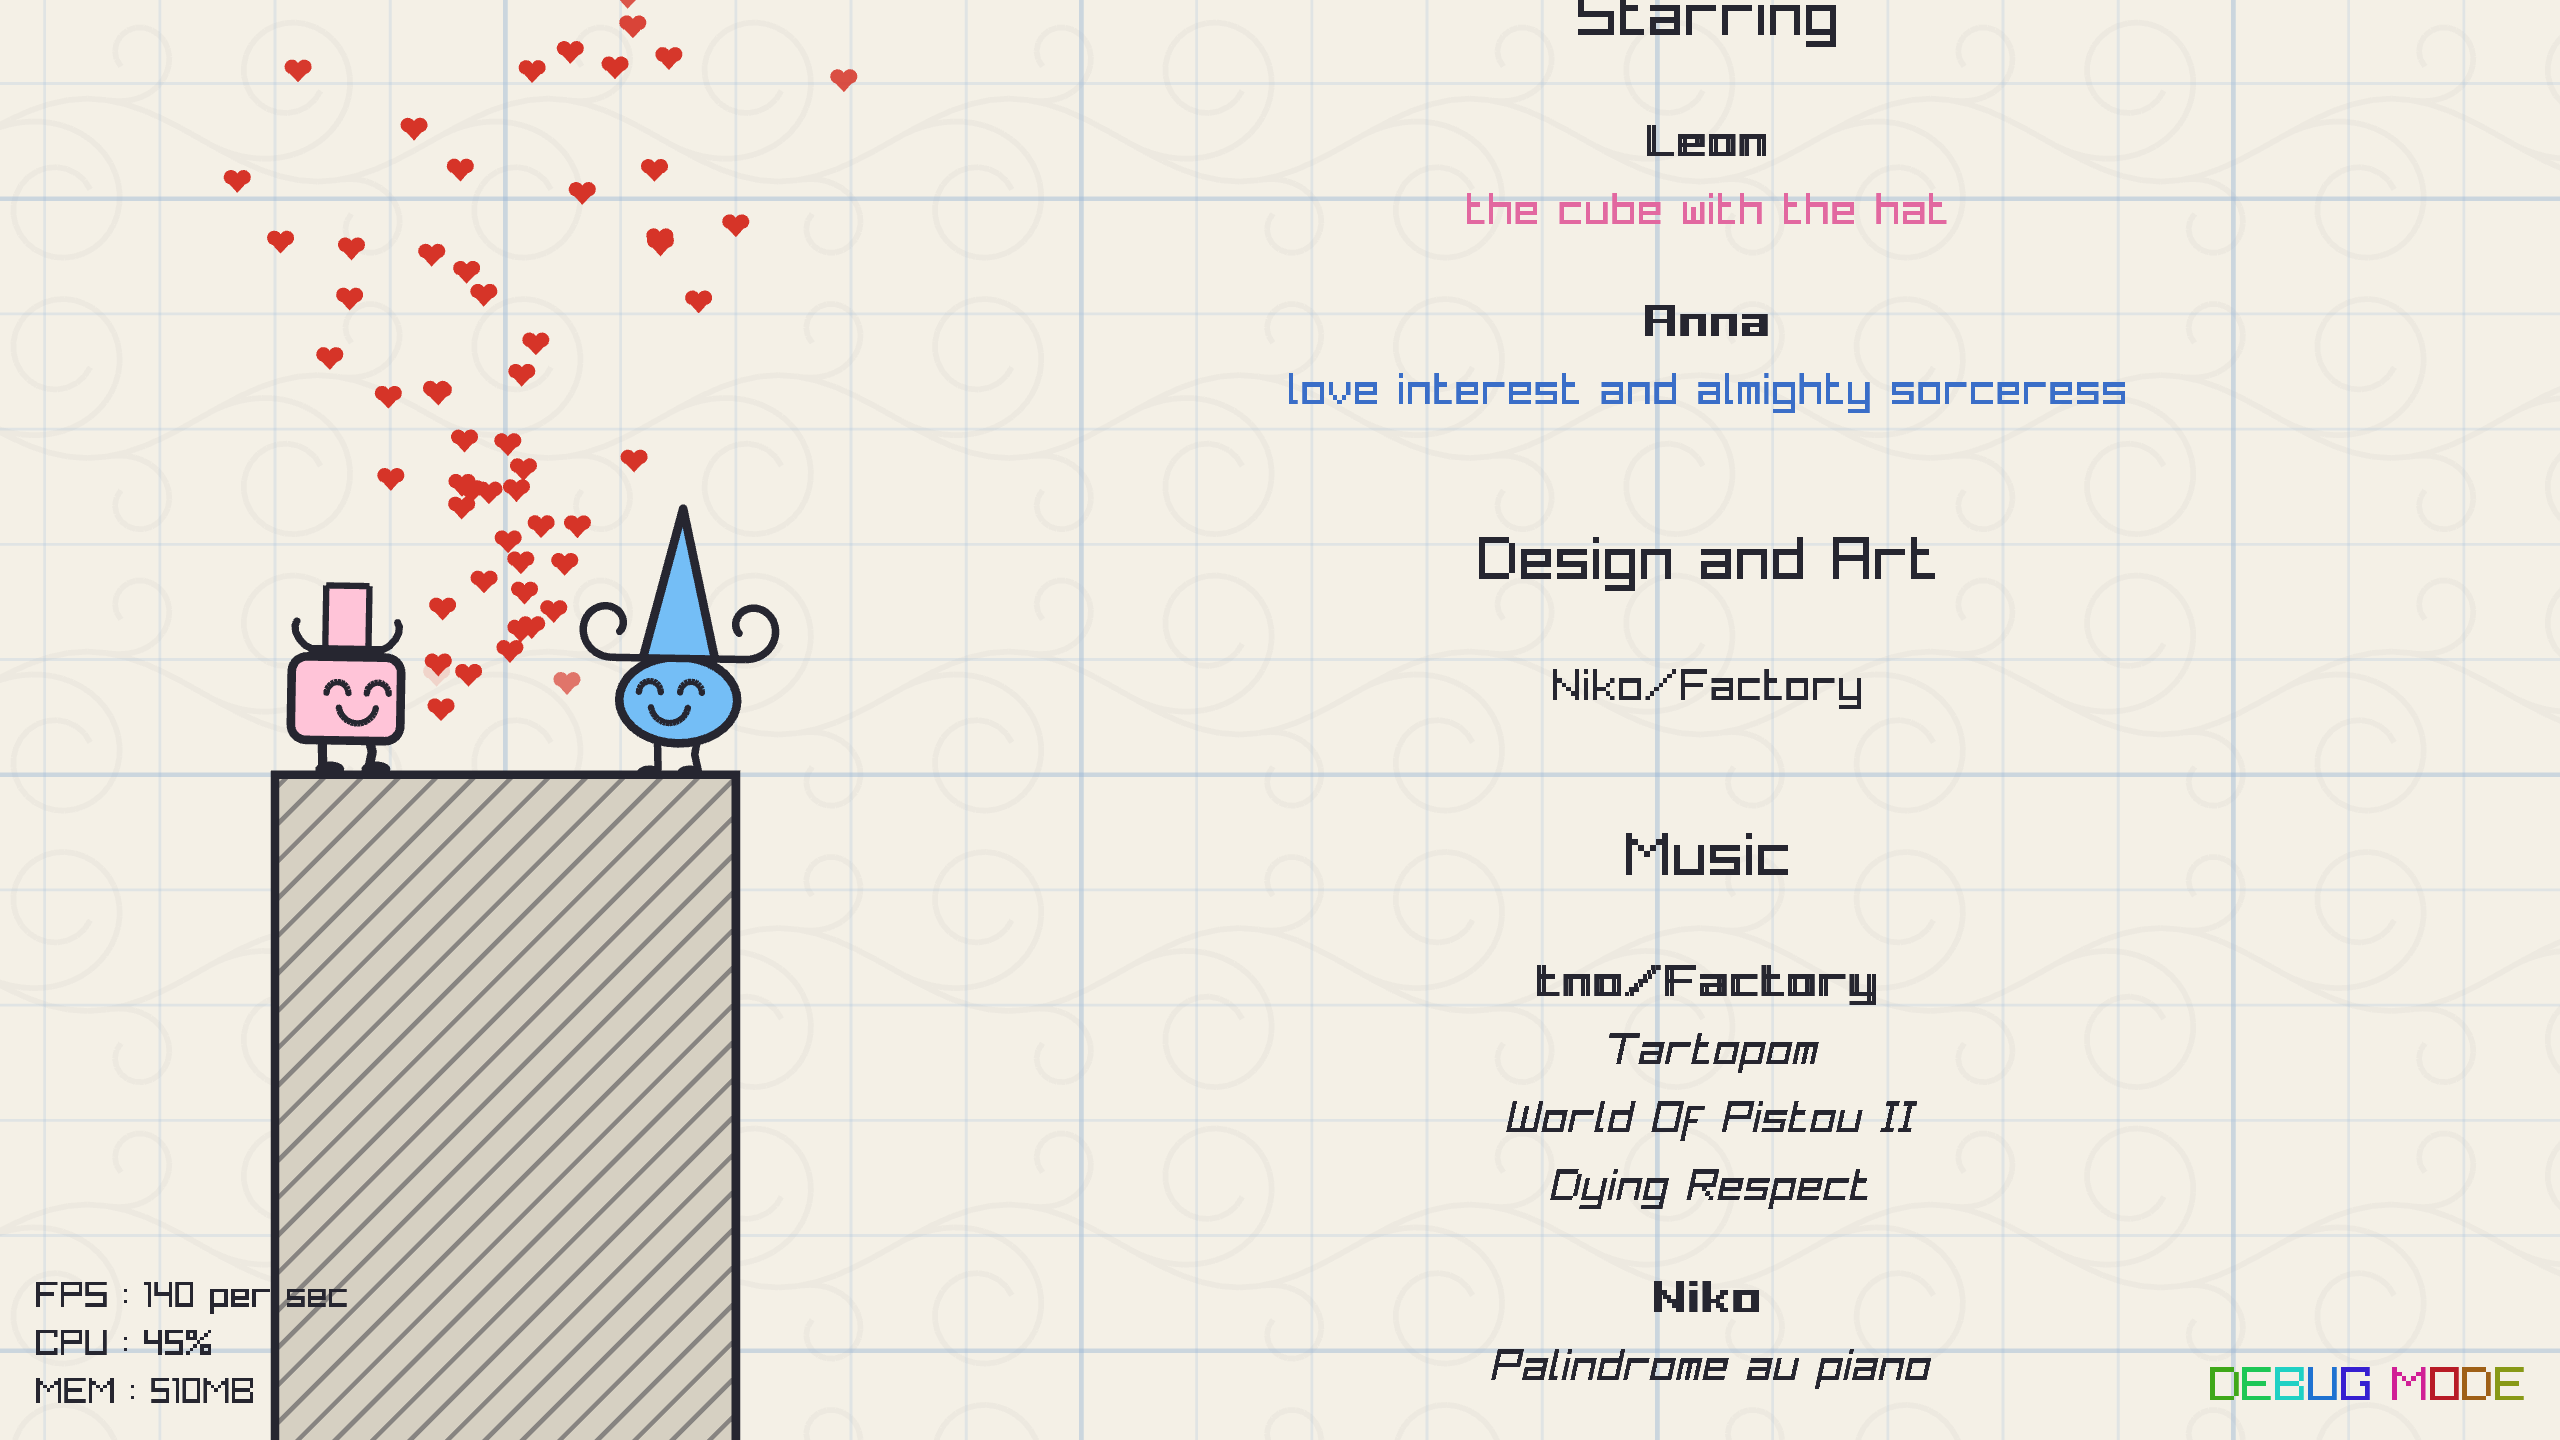 Starring
Leon
the cube with the hat
Anna
love interest and almighty sorceress
Design and Art
Niko/Factory
Music
tmo/Factory
Tartopom
World Of Pistou II
Dying Respect
Niko
Palindrome au piano
FPS : 140 per sec
CPU : 45%
MEM : 510MB
DEBUG MODE